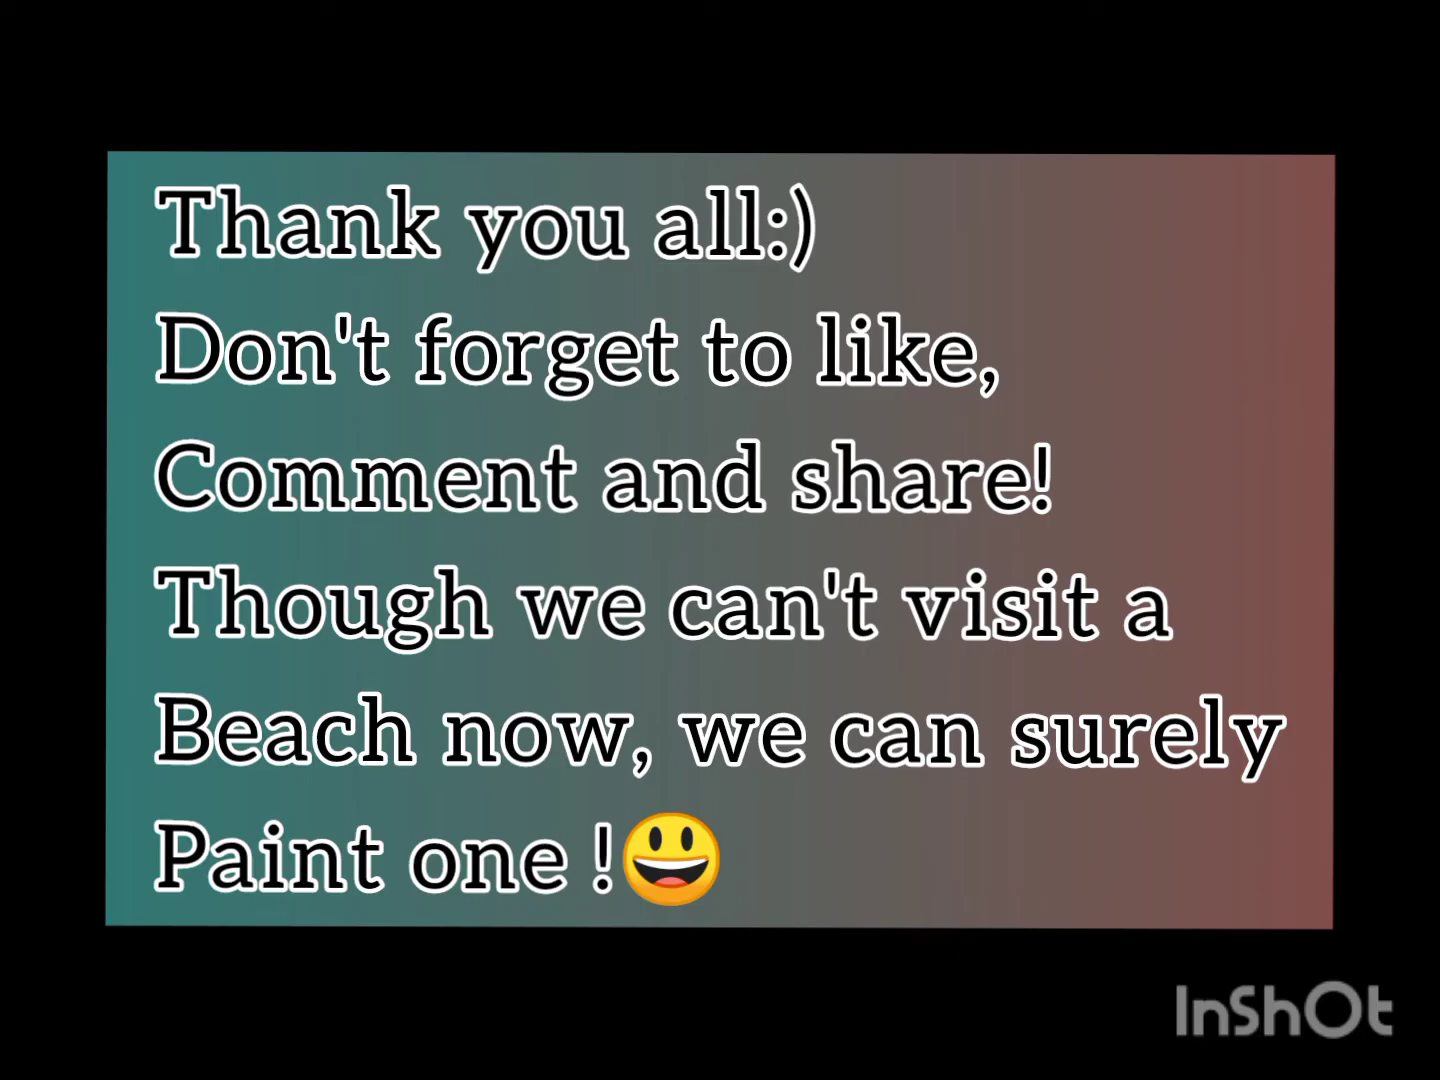 Thank you all:)
Don't forget to like,
Comment and share!
Though we can't visit a
Beach now, we can surely
Paint one !😃
InShOt